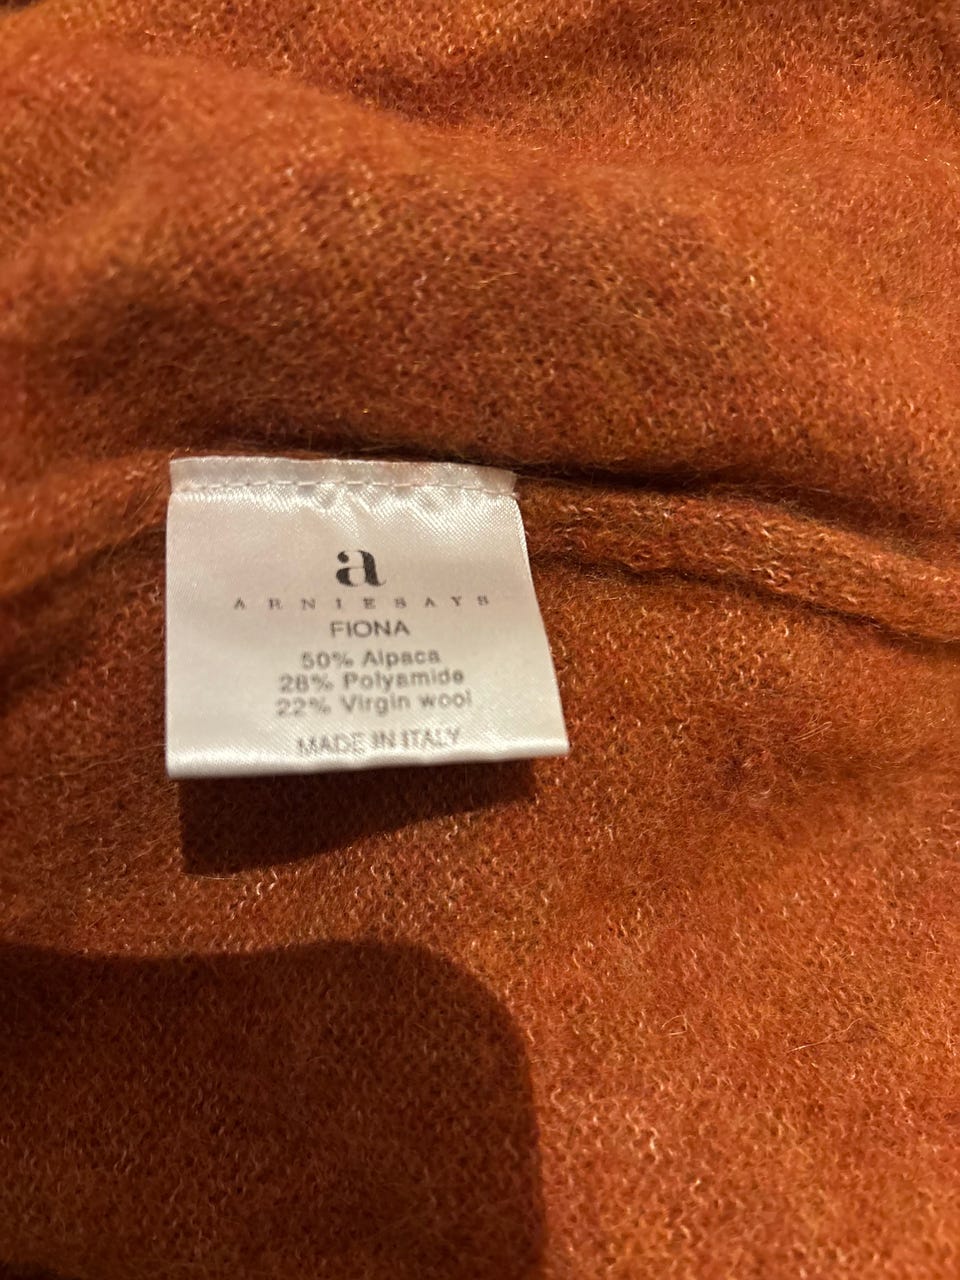 a
ARNIESAYS
FIONA
50% Alpaca
28% Polyamide
22% Virgin wool
MADE IN ITALY